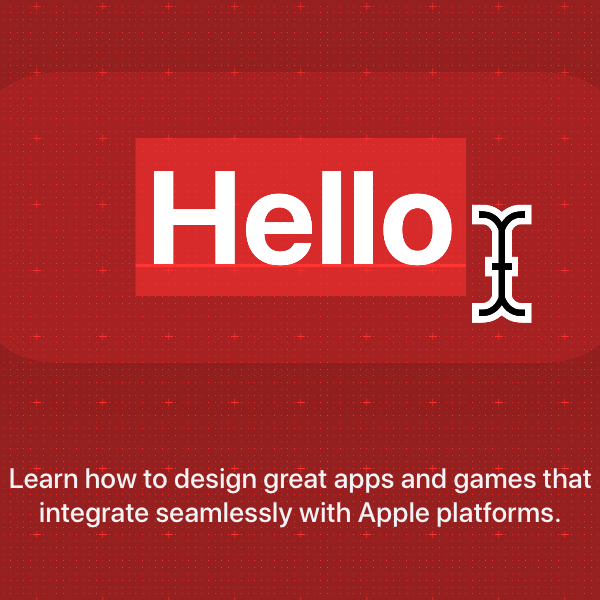 Hello
Learn how to design great apps and games that
integrate seamlessly with Apple platforms.